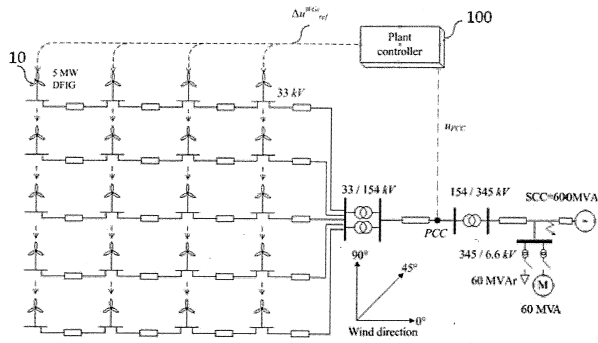 Δu^WGs_ref
Plant
controller
100
10
5 MW
DFIG
33 kV
u_PCC
33 / 154 kV
154 / 345 kV
SCC=600MVA
PCC
345 / 6.6 kV
60 MVAr
M
60 MVA
90°
45°
0°
Wind direction